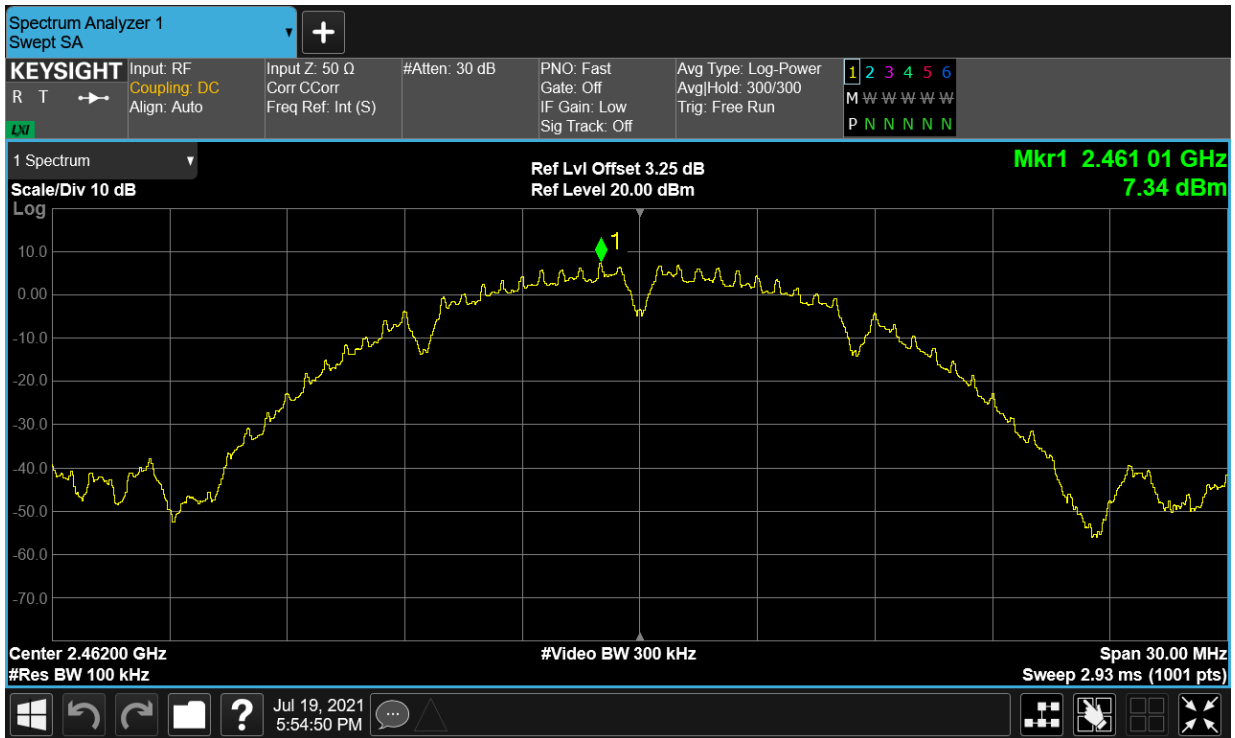 Spectrum Analyzer 1
Swept SA
KEYSIGHT
R T
LXI
Input: RF
Coupling: DC
Align: Auto
Input Z: 50 Ω
Corr CCorr
Freq Ref: Int (S)
#Atten: 30 dB
PNO: Fast
Gate: Off
IF Gain: Low
Sig Track: Off
Avg Type: Log-Power
Avg|Hold: 300/300
Trig: Free Run
1 2 3 4 5 6
M W W W W W
P N N N N N N
1 Spectrum
Scale/Div 10 dB
Log
Ref Lvl Offset 3.25 dB
Ref Level 20.00 dBm
Mkr1 2.461 01 GHz
7.34 dBm
1
10.0
0.00
-10.0
-20.0
-30.0
-40.0
-50.0
-60.0
-70.0
Center 2.46200 GHz
#Res BW 100 kHz
#Video BW 300 kHz
Span 30.00 MHz
Sweep 2.93 ms (1001 pts)
?
Jul 19, 2021
5:54:50 PM